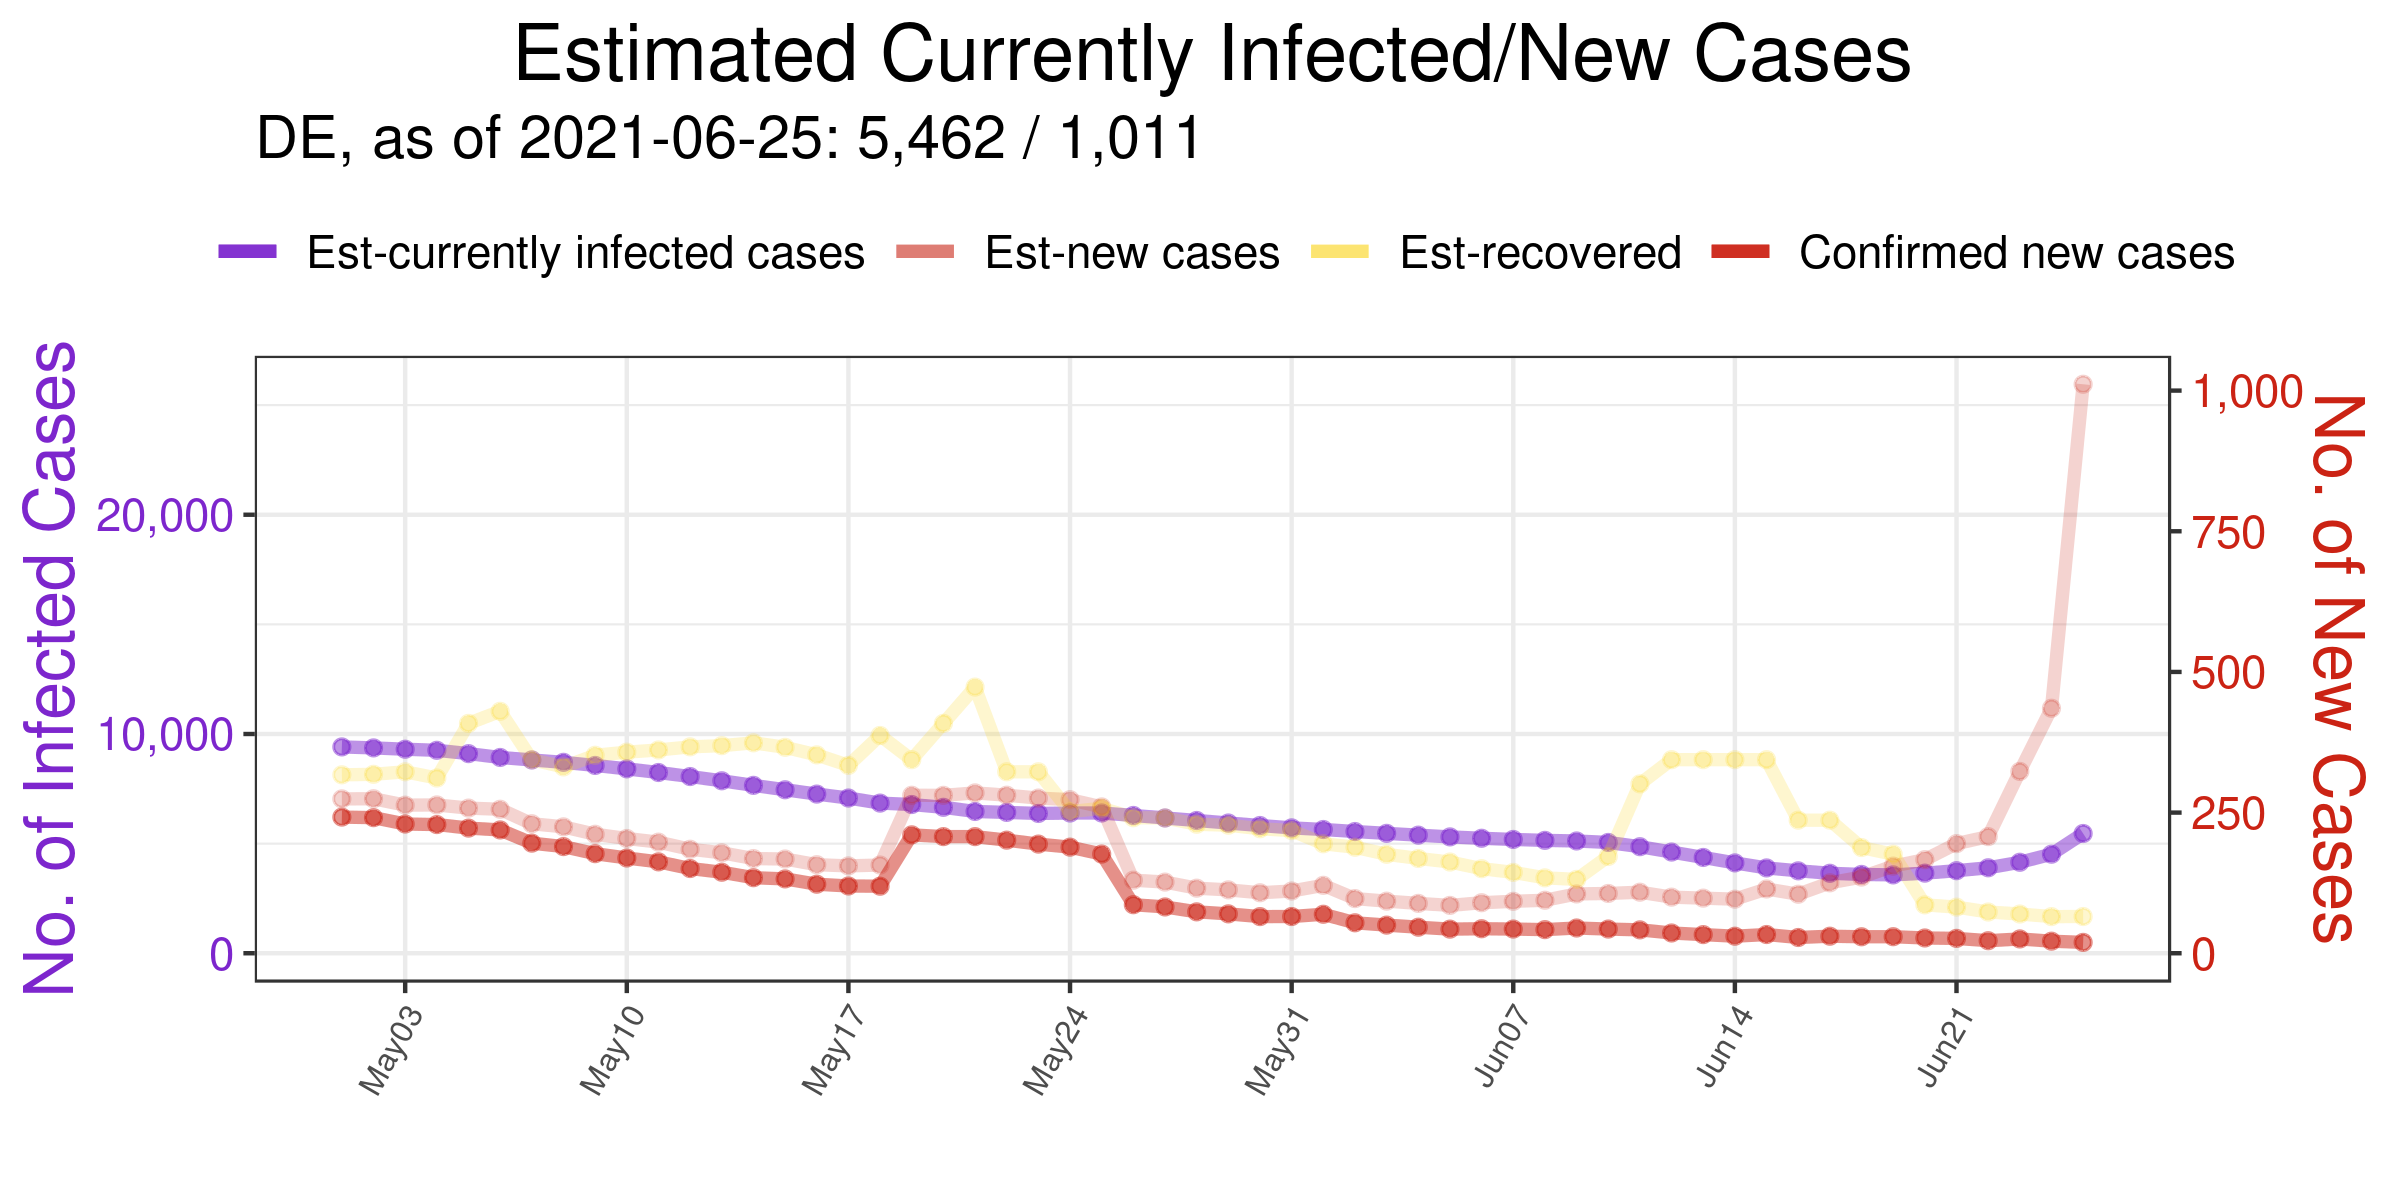 Estimated Currently Infected/New Cases
DE, as of 2021-06-25: 5,462 / 1,011
Est-currently infected cases Est-new cases Est-recovered Confirmed new cases
No. of Infected Cases
20,000
10,000
0
1,000
750
500
250
0
No. of New Cases
May03 May10 May17 May24 May31 Jun07 Jun14 Jun21